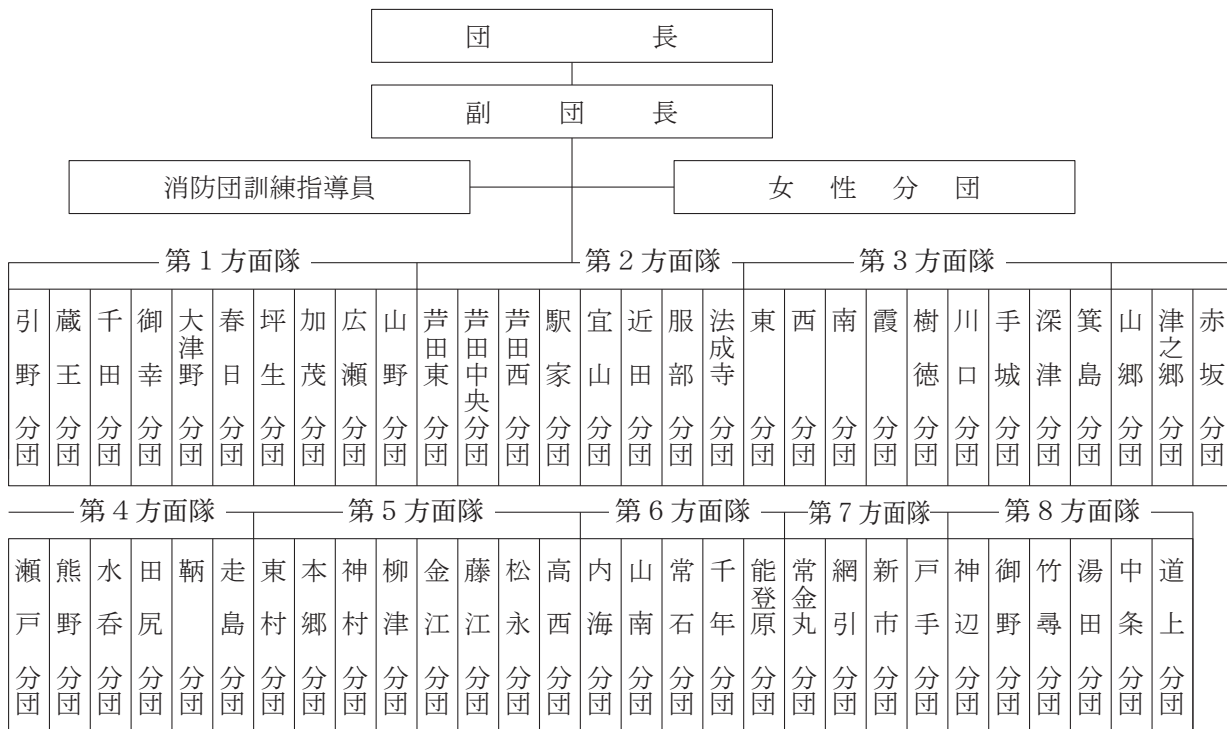 団長
副団長
消防団訓練指導員
女性分団
第1方面隊
第2方面隊
第3方面隊
引野分団
蔵王分団
千田分団
御幸分団
大津野分団
春日分団
坪生分団
加茂分団
広瀬分団
山野分団
芦田東分団
芦田中央分団
芦田西分団
駅家分団
宜山分団
近田分団
服部分団
法成寺分団
東分団
西分団
南分団
霞分団
樹徳分団
川口分団
手城分団
深津分団
箕島分団
山郷分団
津之郷分団
赤坂分団
第4方面隊
第5方面隊
第6方面隊
第7方面隊
第8方面隊
瀬戸分団
熊野分団
水呑分団
田尻分団
鞆分団
走島分団
東村分団
本郷分団
神村分団
柳津分団
金江分団
藤江分団
松永分団
高西分団
内海分団
山南分団
常石分団
千年分団
能登原分団
常金丸分団
網引分団
新市分団
戸手分団
神辺分団
御野分団
竹尋分団
湯田分団
中条分団
道上分団